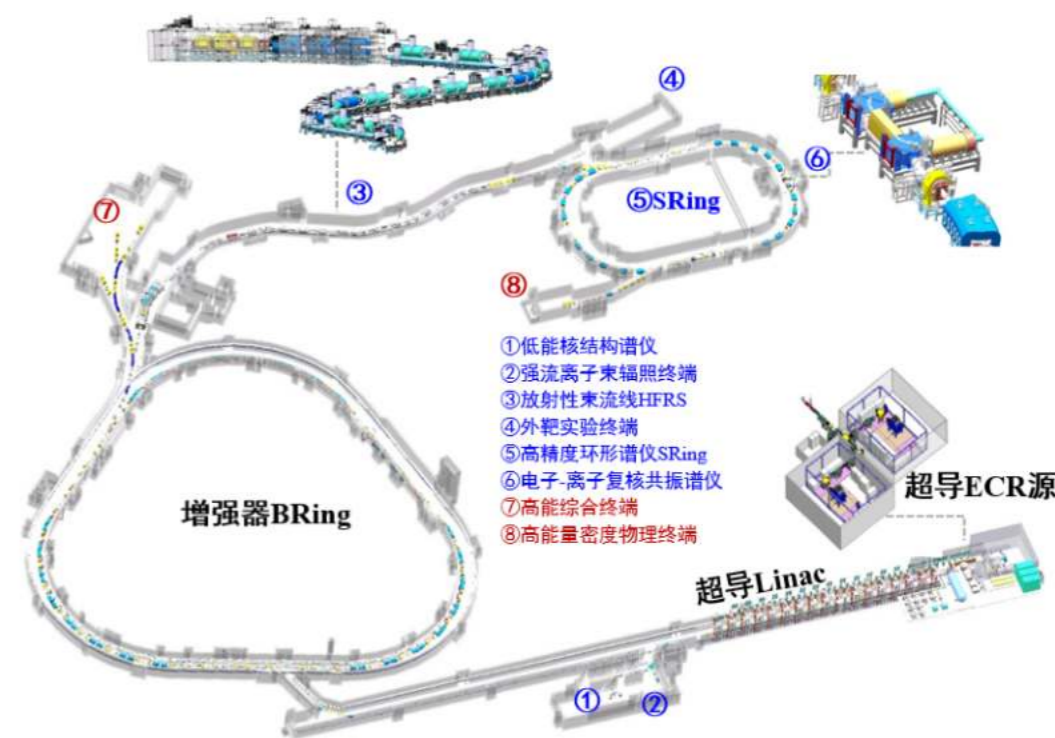 ④
⑥
③
⑤SRing
⑦
⑧
①低能核结构谱仪
②强流离子束辐照终端
③放射性束流线HFRS
④外靶实验终端
⑤高精度环形谱仪SRing
⑥电子-离子复核共振谱仪
⑦高能综合终端
⑧高能量密度物理终端
增强器BRing
超导ECR源
超导Linac
①
②